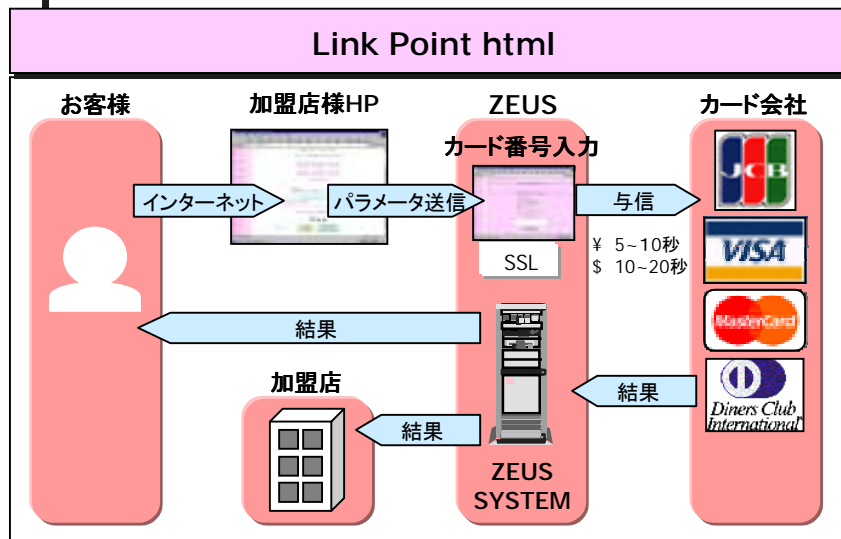 Link Point html
お客様
加盟店様HP
ZEUS
カード会社
カード番号入力
インターネット
パラメータ送信
与信
JCB
SSL
¥ 5~10秒
$ 10~20秒
VISA
結果
MasterCard
加盟店
結果
結果
Diners Club
International
ZEUS
SYSTEM